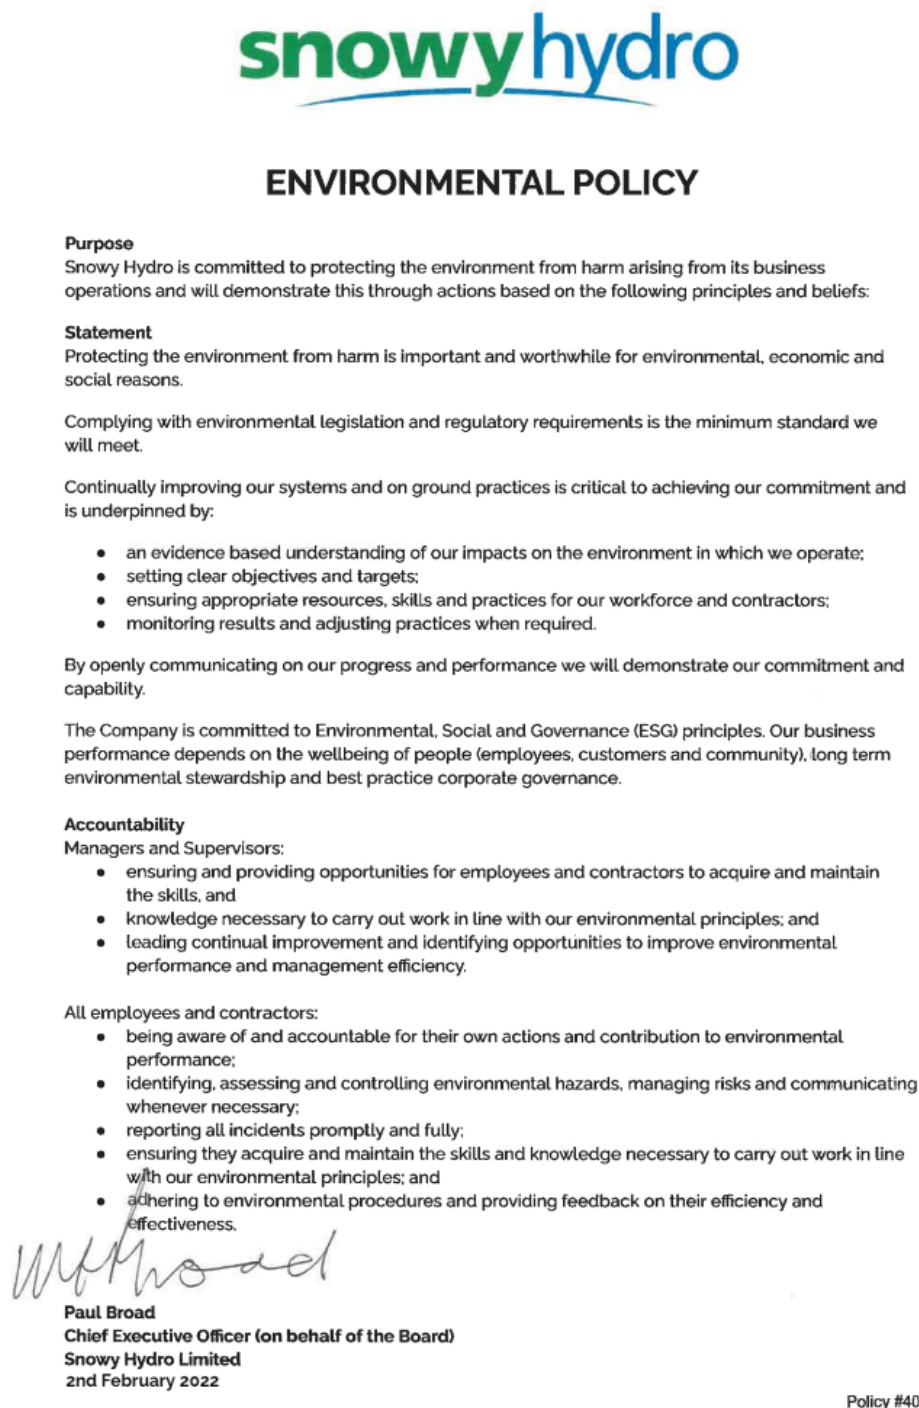 snowyhydro
ENVIRONMENTAL POLICY
Purpose
Snowy Hydro is committed to protecting the environment from harm arising from its business
operations and will demonstrate this through actions based on the following principles and beliefs:
Statement
Protecting the environment from harm is important and worthwhile for environmental, economic and
social reasons.
Complying with environmental legislation and regulatory requirements is the minimum standard we
will meet.
Continually improving our systems and on ground practices is critical to achieving our commitment and
is underpinned by:
● an evidence based understanding of our impacts on the environment in which we operate;
● setting clear objectives and targets;
● ensuring appropriate resources, skills and practices for our workforce and contractors;
● monitoring results and adjusting practices when required.
By openly communicating on our progress and performance we will demonstrate our commitment and
capability.
The Company is committed to Environmental, Social and Governance (ESG) principles. Our business
performance depends on the wellbeing of people (employees, customers and community), long term
environmental stewardship and best practice corporate governance.
Accountability
Managers and Supervisors:
● ensuring and providing opportunities for employees and contractors to acquire and maintain
the skills, and
● knowledge necessary to carry out work in line with our environmental principles; and
● leading continual improvement and identifying opportunities to improve environmental
performance and management efficiency.
All employees and contractors:
● being aware of and accountable for their own actions and contribution to environmental
performance;
● identifying, assessing and controlling environmental hazards, managing risks and communicating
whenever necessary;
● reporting all incidents promptly and fully;
● ensuring they acquire and maintain the skills and knowledge necessary to carry out work in line
with our environmental principles; and
● adhering to environmental procedures and providing feedback on their efficiency and
effectiveness.
Paul Broad
Chief Executive Officer (on behalf of the Board)
Snowy Hydro Limited
2nd February 2022
Policy #40